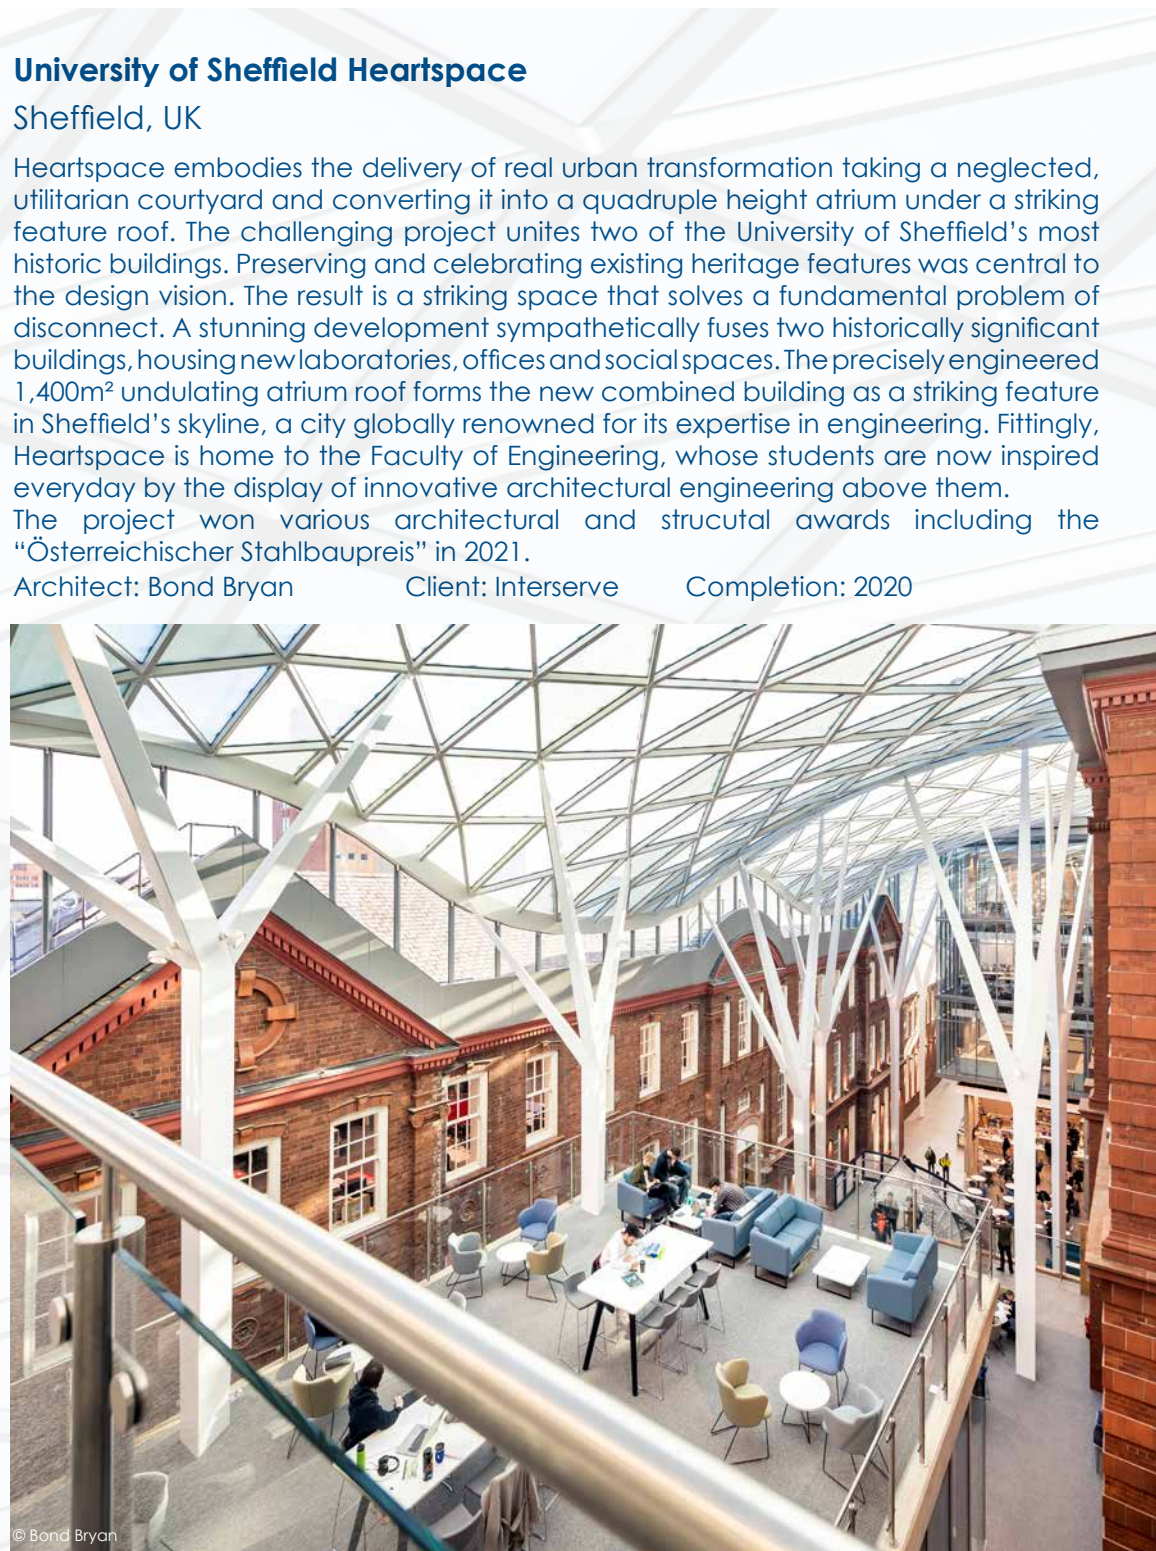 University of Sheffield Heartspace
Sheffield, UK
Heartspace embodies the delivery of real urban transformation taking a neglected,
utilitarian courtyard and converting it into a quadruple height atrium under a striking
feature roof. The challenging project unites two of the University of Sheffield’s most
historic buildings. Preserving and celebrating existing heritage features was central to
the design vision. The result is a striking space that solves a fundamental problem of
disconnect. A stunning development sympathetically fuses two historically significant
buildings, housing new laboratories, offices and social spaces. The precisely engineered
1,400m² undulating atrium roof forms the new combined building as a striking feature
in Sheffield’s skyline, a city globally renowned for its expertise in engineering. Fittingly,
Heartspace is home to the Faculty of Engineering, whose students are now inspired
everyday by the display of innovative architectural engineering above them.
The project won various architectural and strucutal awards including the
“Österreichischer Stahlbaupreis” in 2021.
Architect: Bond Bryan Client: Interserve Completion: 2020
© Bond Bryan